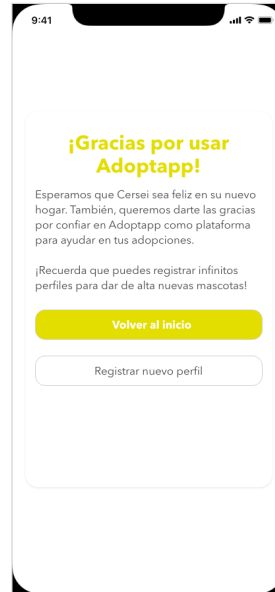 9:41
¡Gracias por usar
Adoptapp!
Esperamos que Cersei sea feliz en su nuevo
hogar. También, queremos darte las gracias
por confiar en Adoptapp como plataforma
para ayudar en tus adopciones.
¡Recuerda que puedes registrar infinitos
perfiles para dar de alta nuevas mascotas!
Volver al inicio
Registrar nuevo perfil